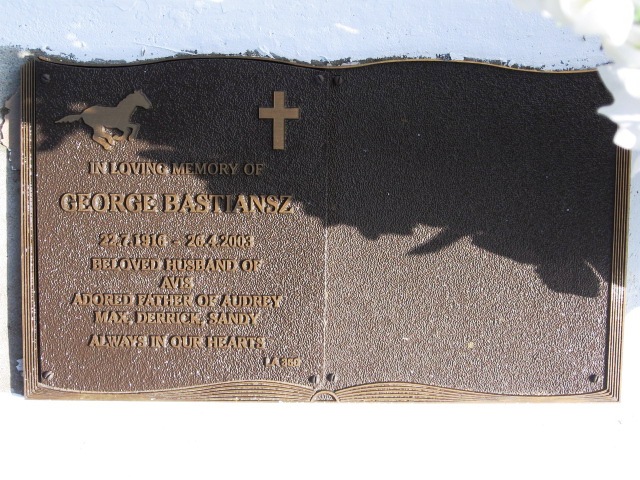 IN LOVING MEMORY OF
GEORGE BASTIANSZ
22.7.1916 - 26.4.2003
BELOVED HUSBAND OF
AVIS
ADORED FATHER OF AUDREY
MAX, DERRICK, SANDY
ALWAYS IN OUR HEARTS